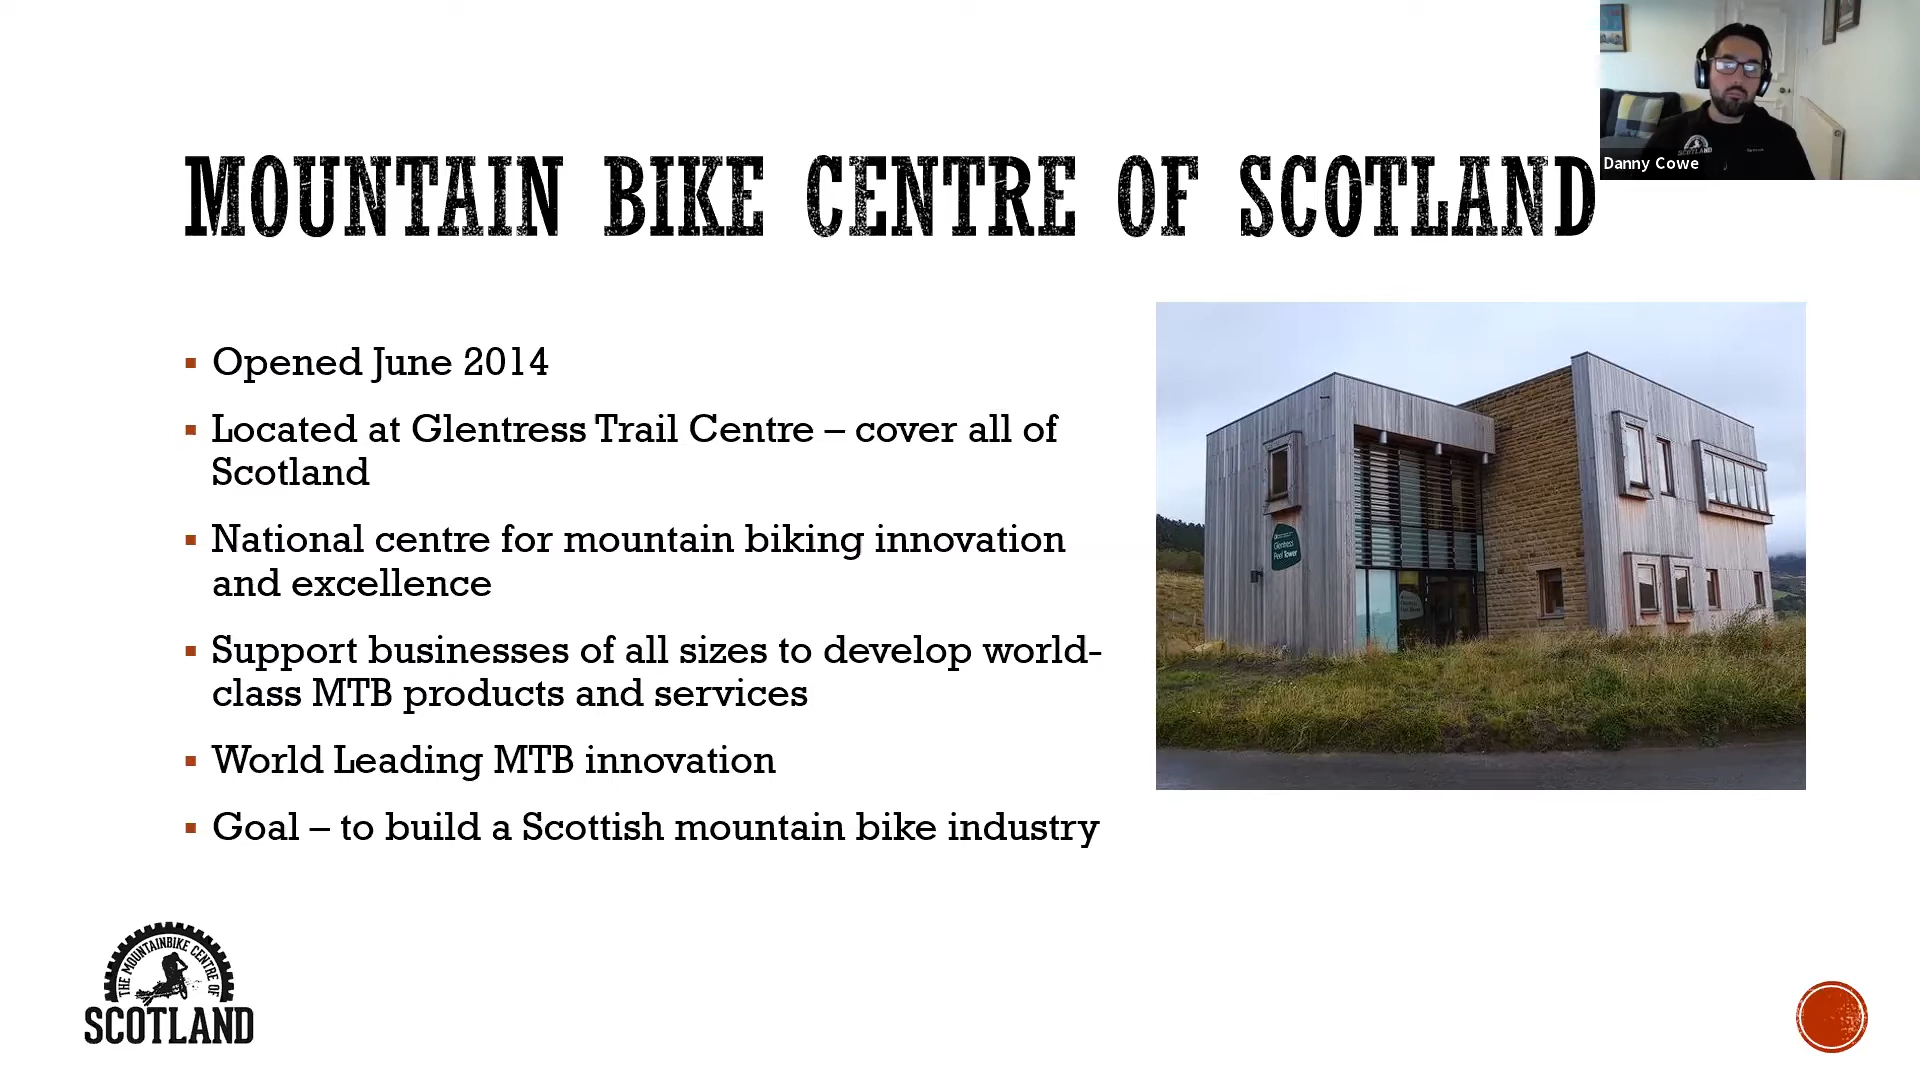 Danny Cowe
MOUNTAIN BIKE CENTRE OF SCOTLAND
Opened June 2014
Located at Glentress Trail Centre – cover all of
Scotland
National centre for mountain biking innovation
and excellence
Support businesses of all sizes to develop world-
class MTB products and services
World Leading MTB innovation
Goal – to build a Scottish mountain bike industry
Glentress
Peel Tower
THE MOUNTAINBIKE CENTRE OF
SCOTLAND